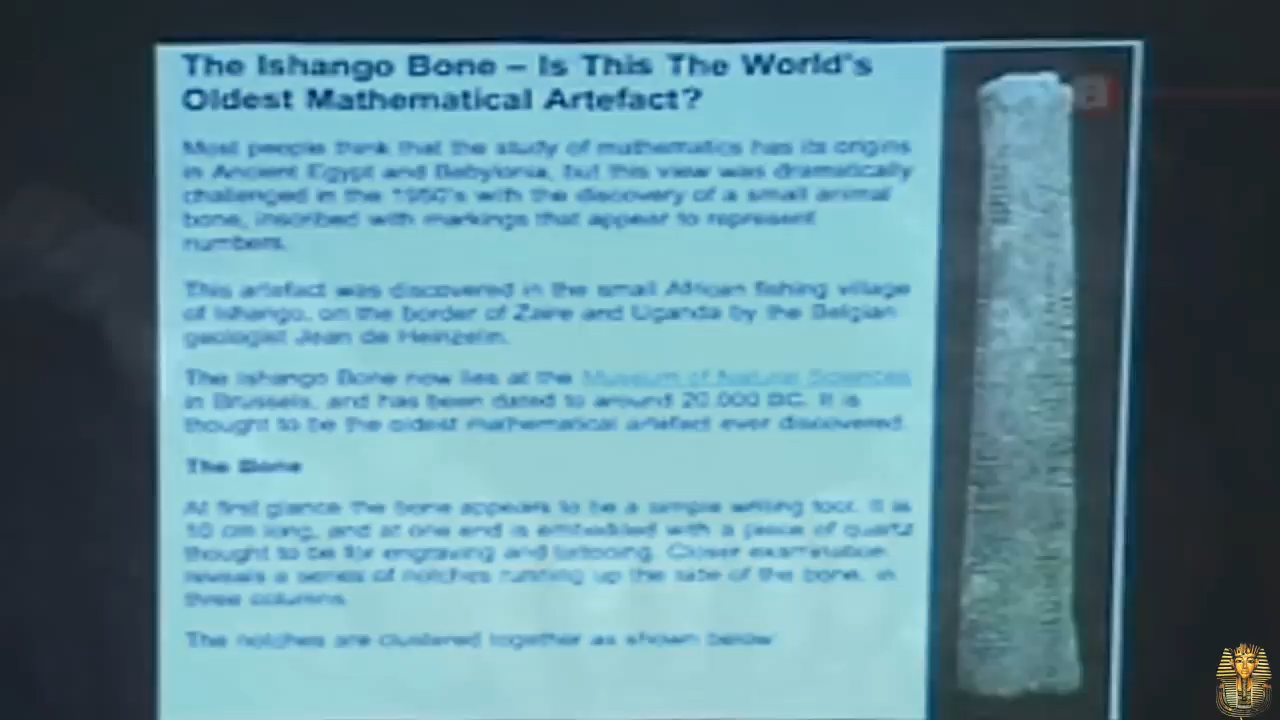 The Ishango Bone – Is This The World's
Oldest Mathematical Artefact?
Most people think that the study of mathematics has its origins
in Ancient Egypt and Babylonia, but this view was dramatically
challenged in the 1950's with the discovery of a small animal
bone, inscribed with markings that appear to represent
numbers.
This artefact was discovered in the small African fishing village
of Ishango, on the border of Zaire and Uganda by the Belgian
geologist Jean de Heinzelin.
The Ishango Bone now lies at the Museum of Natural Sciences
in Brussels, and has been dated to around 20,000 BC. It is
thought to be the oldest mathematical artefact ever discovered.
The Bone
At first glance the bone appears to be a simple writing tool. It is
10 cm long, and at one end is embedded with a piece of quartz
thought to be for engraving and tattooing. Closer examination
reveals a series of notches running up the side of the bone, in
three columns.
The notches are clustered together as shown below